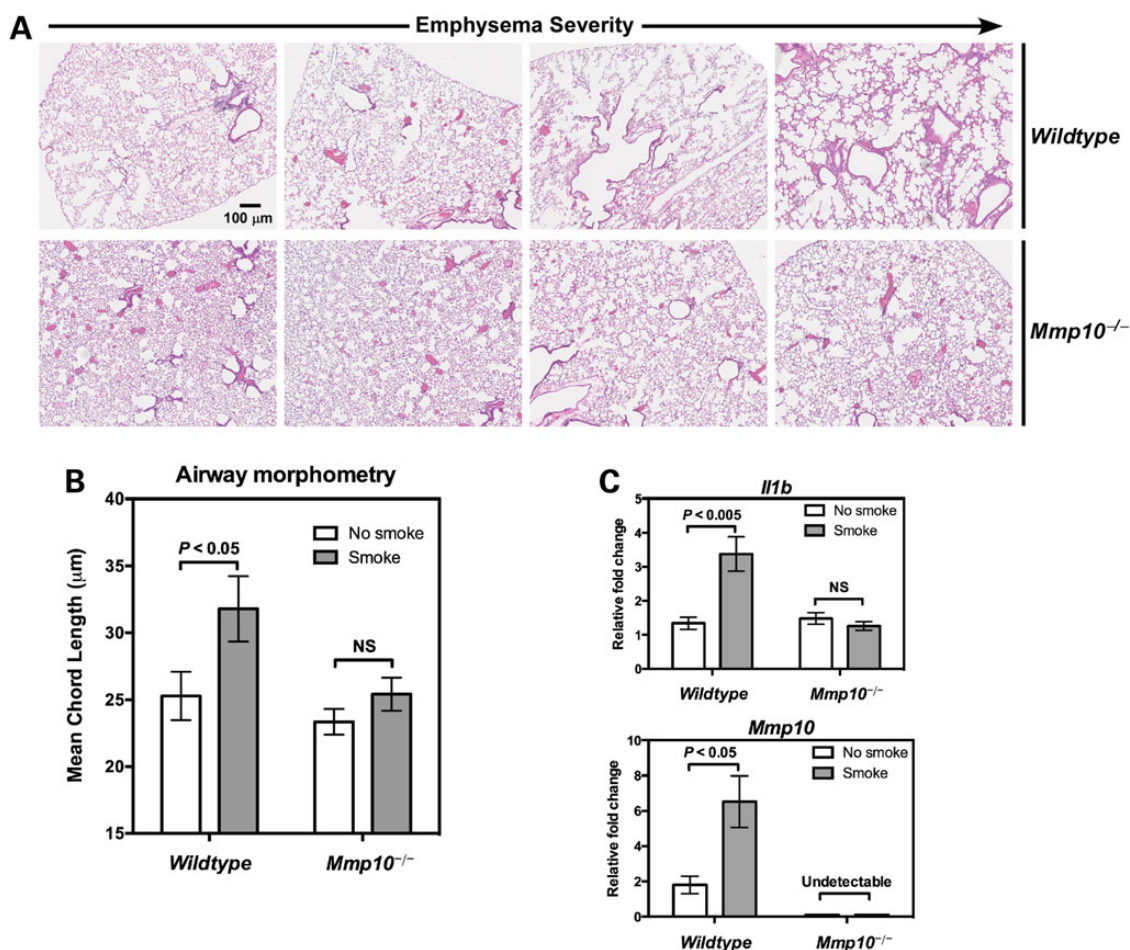 A
Emphysema Severity
Wildtype
100 μm
Mmp10−/−
B
Airway morphometry
40
35
30
25
20
15
Mean Chord Length (μm)
No smoke
Smoke
P < 0.05
NS
Wildtype
Mmp10−/−
C
Il1b
5
4
3
2
1
0
Relative fold change
No smoke
Smoke
P < 0.005
NS
Wildtype
Mmp10−/−
Mmp10
10
8
6
4
2
0
Relative fold change
No smoke
Smoke
P < 0.05
Undetectable
Wildtype
Mmp10−/−